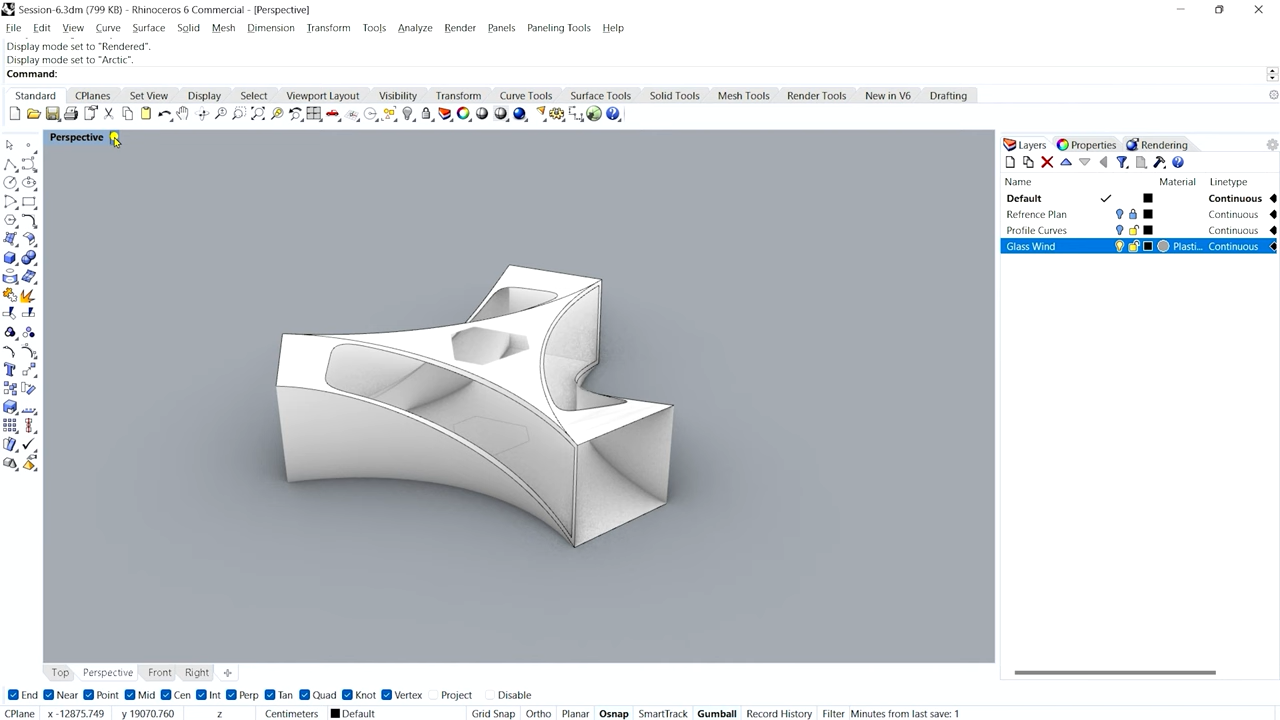 Session-6.3dm (799 KB) - Rhinoceros 6 Commercial - [Perspective]
File Edit View Curve Surface Solid Mesh Dimension Transform Tools Analyze Render Panels Paneling Tools Help
Display mode set to "Rendered".
Display mode set to "Arctic".
Command:
Standard CPlanes Set View Display Select Viewport Layout Visibility Transform Curve Tools Surface Tools Solid Tools Mesh Tools Render Tools New in V6 Drafting
Perspective
Layers Properties Rendering
Name Material Linetype
Default Continuous
Refrence Plan Continuous
Profile Curves Continuous
Glass Wind Plasti... Continuous
Top Perspective Front Right
End Near Point Mid Cen Int Perp Tan Quad Knot Vertex Project Disable
CPlane x -12875.749 y 19070.760 z Centimeters Default Grid Snap Ortho Planar Osnap SmartTrack Gumball Record History Filter Minutes from last save: 1